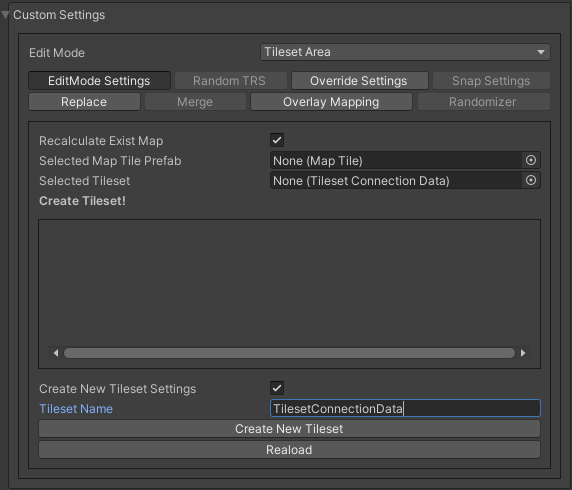 Custom Settings
Edit Mode Tileset Area
EditMode Settings Random TRS Override Settings Snap Settings
Replace Merge Overlay Mapping Randomizer
Recalculate Exist Map
Selected Map Tile Prefab None (Map Tile)
Selected Tileset None (Tileset Connection Data)
Create Tileset!
Create New Tileset Settings
Tileset Name TilesetConnectionData
Create New Tileset
Reaload